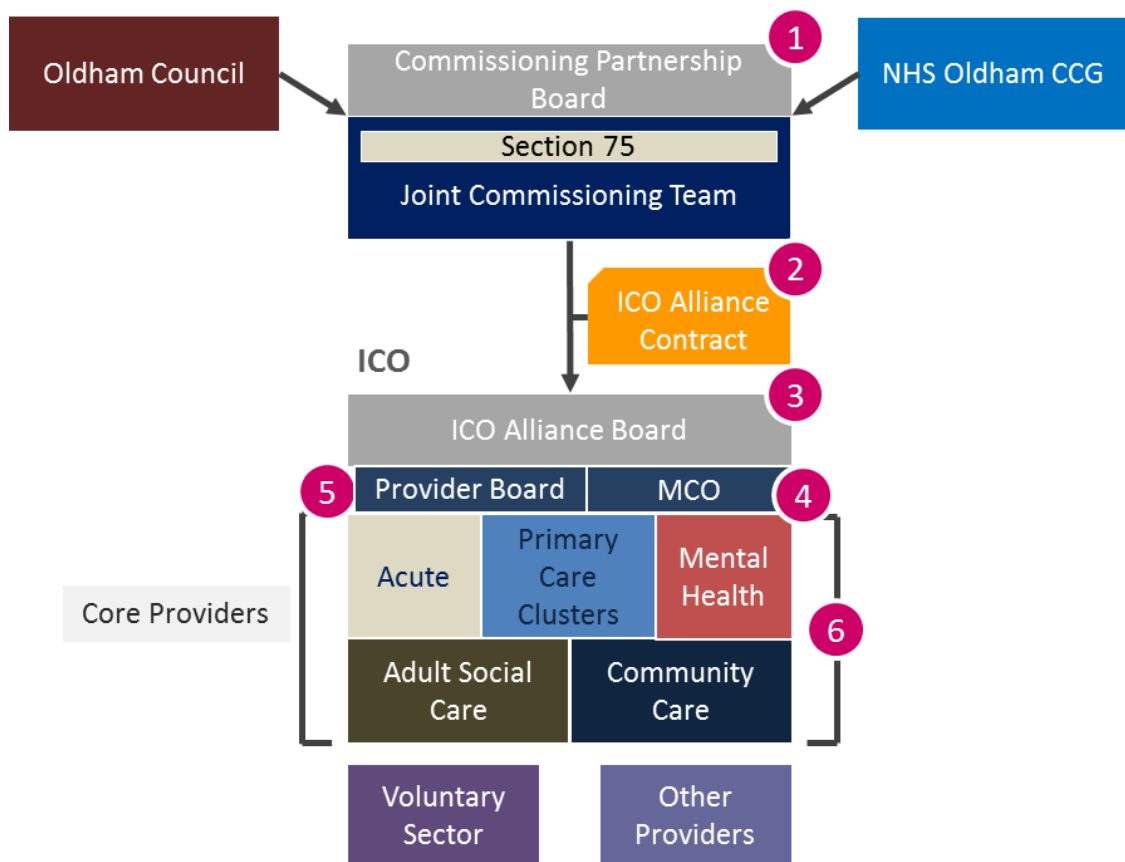 1
Oldham Council
Commissioning Partnership
Board
NHS Oldham CCG
Section 75
Joint Commissioning Team
2
ICO Alliance
Contract
ICO
3
ICO Alliance Board
5
Provider Board
MCO
4
Acute
Primary
Care
Clusters
Mental
Health
Core Providers
6
Adult Social
Care
Community
Care
Voluntary
Sector
Other
Providers